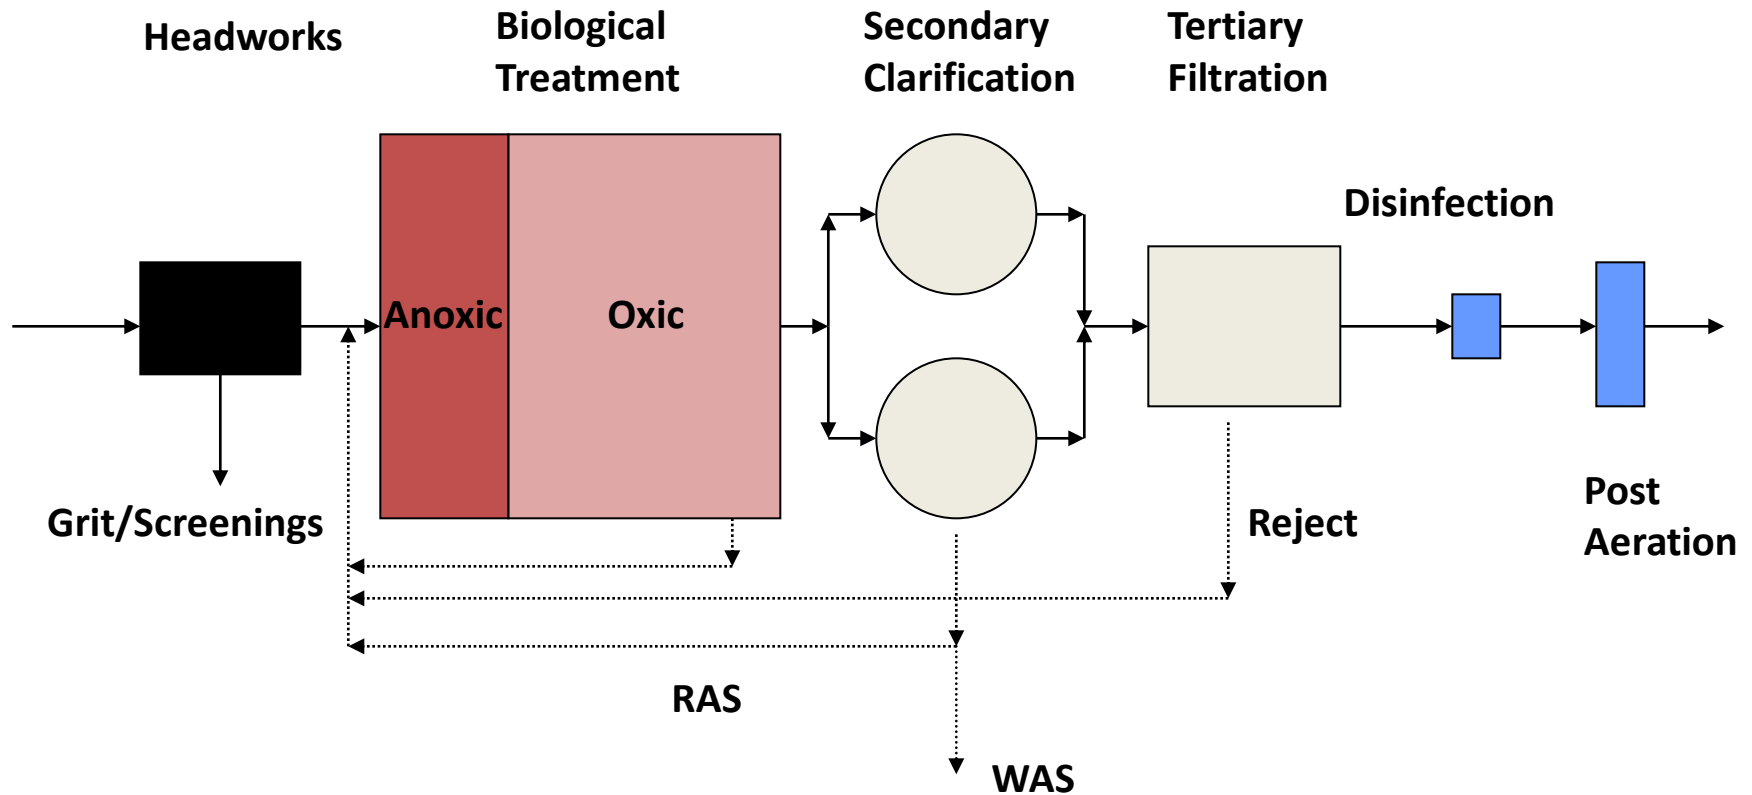 Headworks
Biological
Treatment
Secondary
Clarification
Tertiary
Filtration
Disinfection
Anoxic
Oxic
Grit/Screenings
Reject
Post
Aeration
RAS
WAS